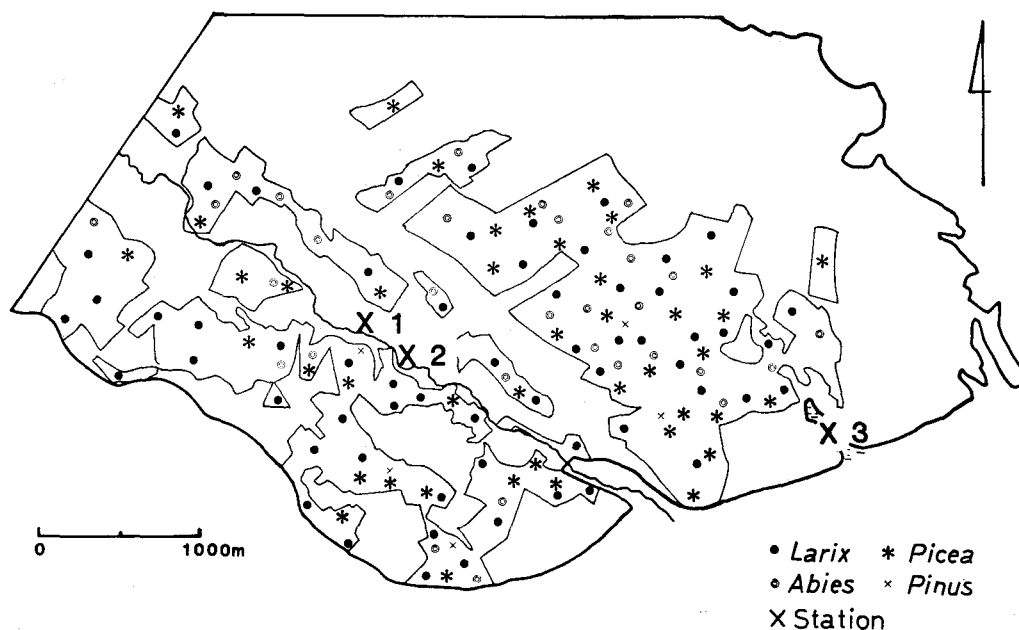 X 1
X 2
X 3
0 1000m
● Larix * Picea
◎ Abies × Pinus
X Station